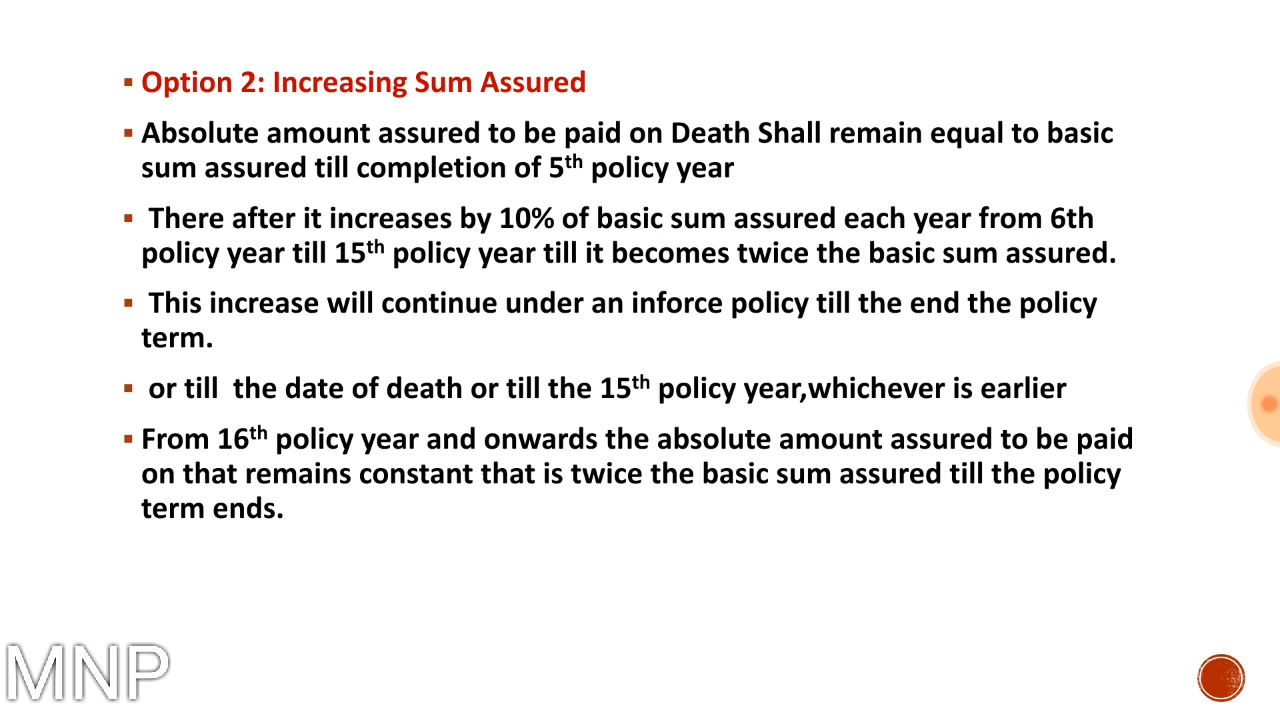 Option 2: Increasing Sum Assured
Absolute amount assured to be paid on Death Shall remain equal to basic
sum assured till completion of 5th policy year
There after it increases by 10% of basic sum assured each year from 6th
policy year till 15th policy year till it becomes twice the basic sum assured.
This increase will continue under an inforce policy till the end the policy
term.
or till the date of death or till the 15th policy year,whichever is earlier
From 16th policy year and onwards the absolute amount assured to be paid
on that remains constant that is twice the basic sum assured till the policy
term ends.
MNP